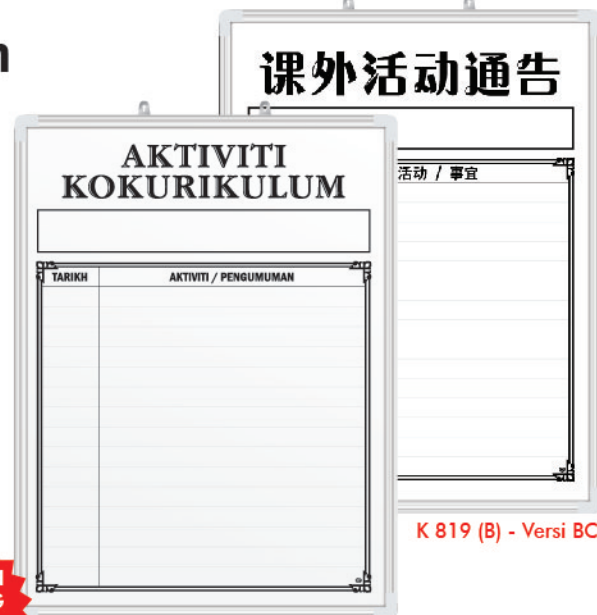 课外活动通告
活动 / 事宜
AKTIVITI
KOKURIKULUM
TARIKH
AKTIVITI / PENGUMUMAN
K 819 (B) - Versi BC